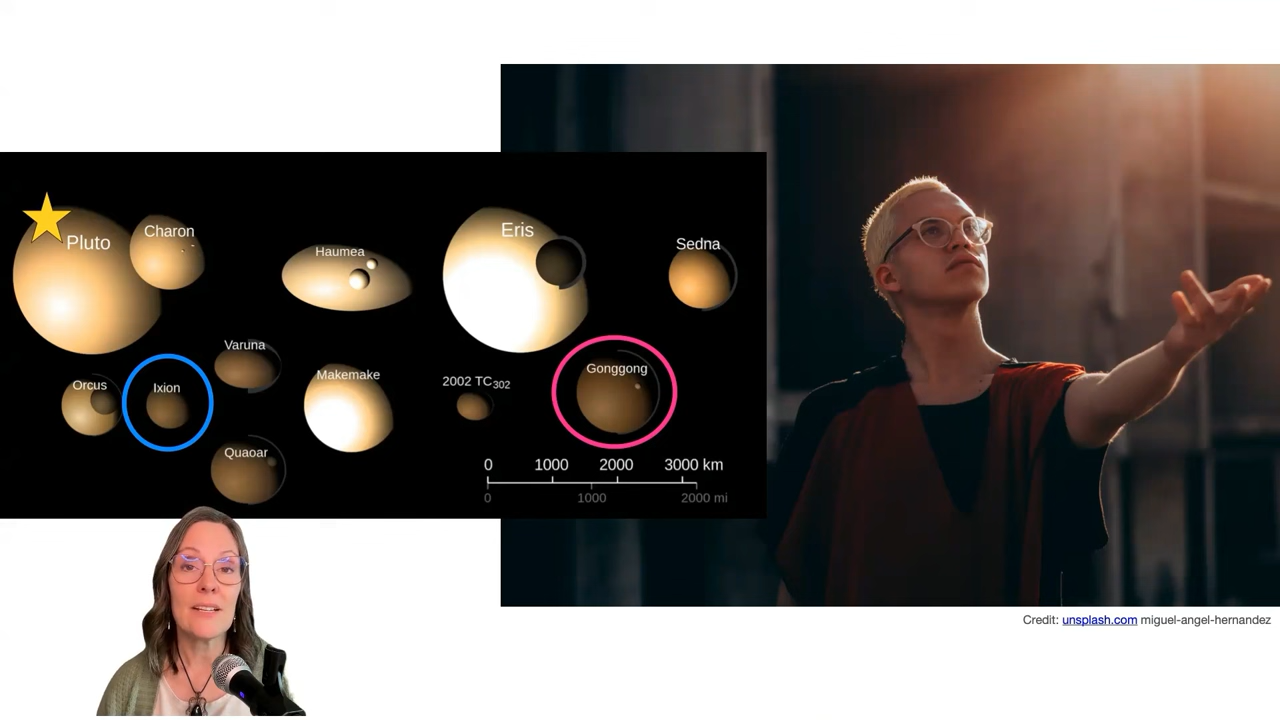 Pluto
Charon
Haumea
Eris
Sedna
Orcus
Ixion
Varuna
Makemake
2002 TC302
Gonggong
Quaoar
0 1000 2000 3000 km
0 1000 2000 mi
Credit: unsplash.com miguel-angel-hernandez